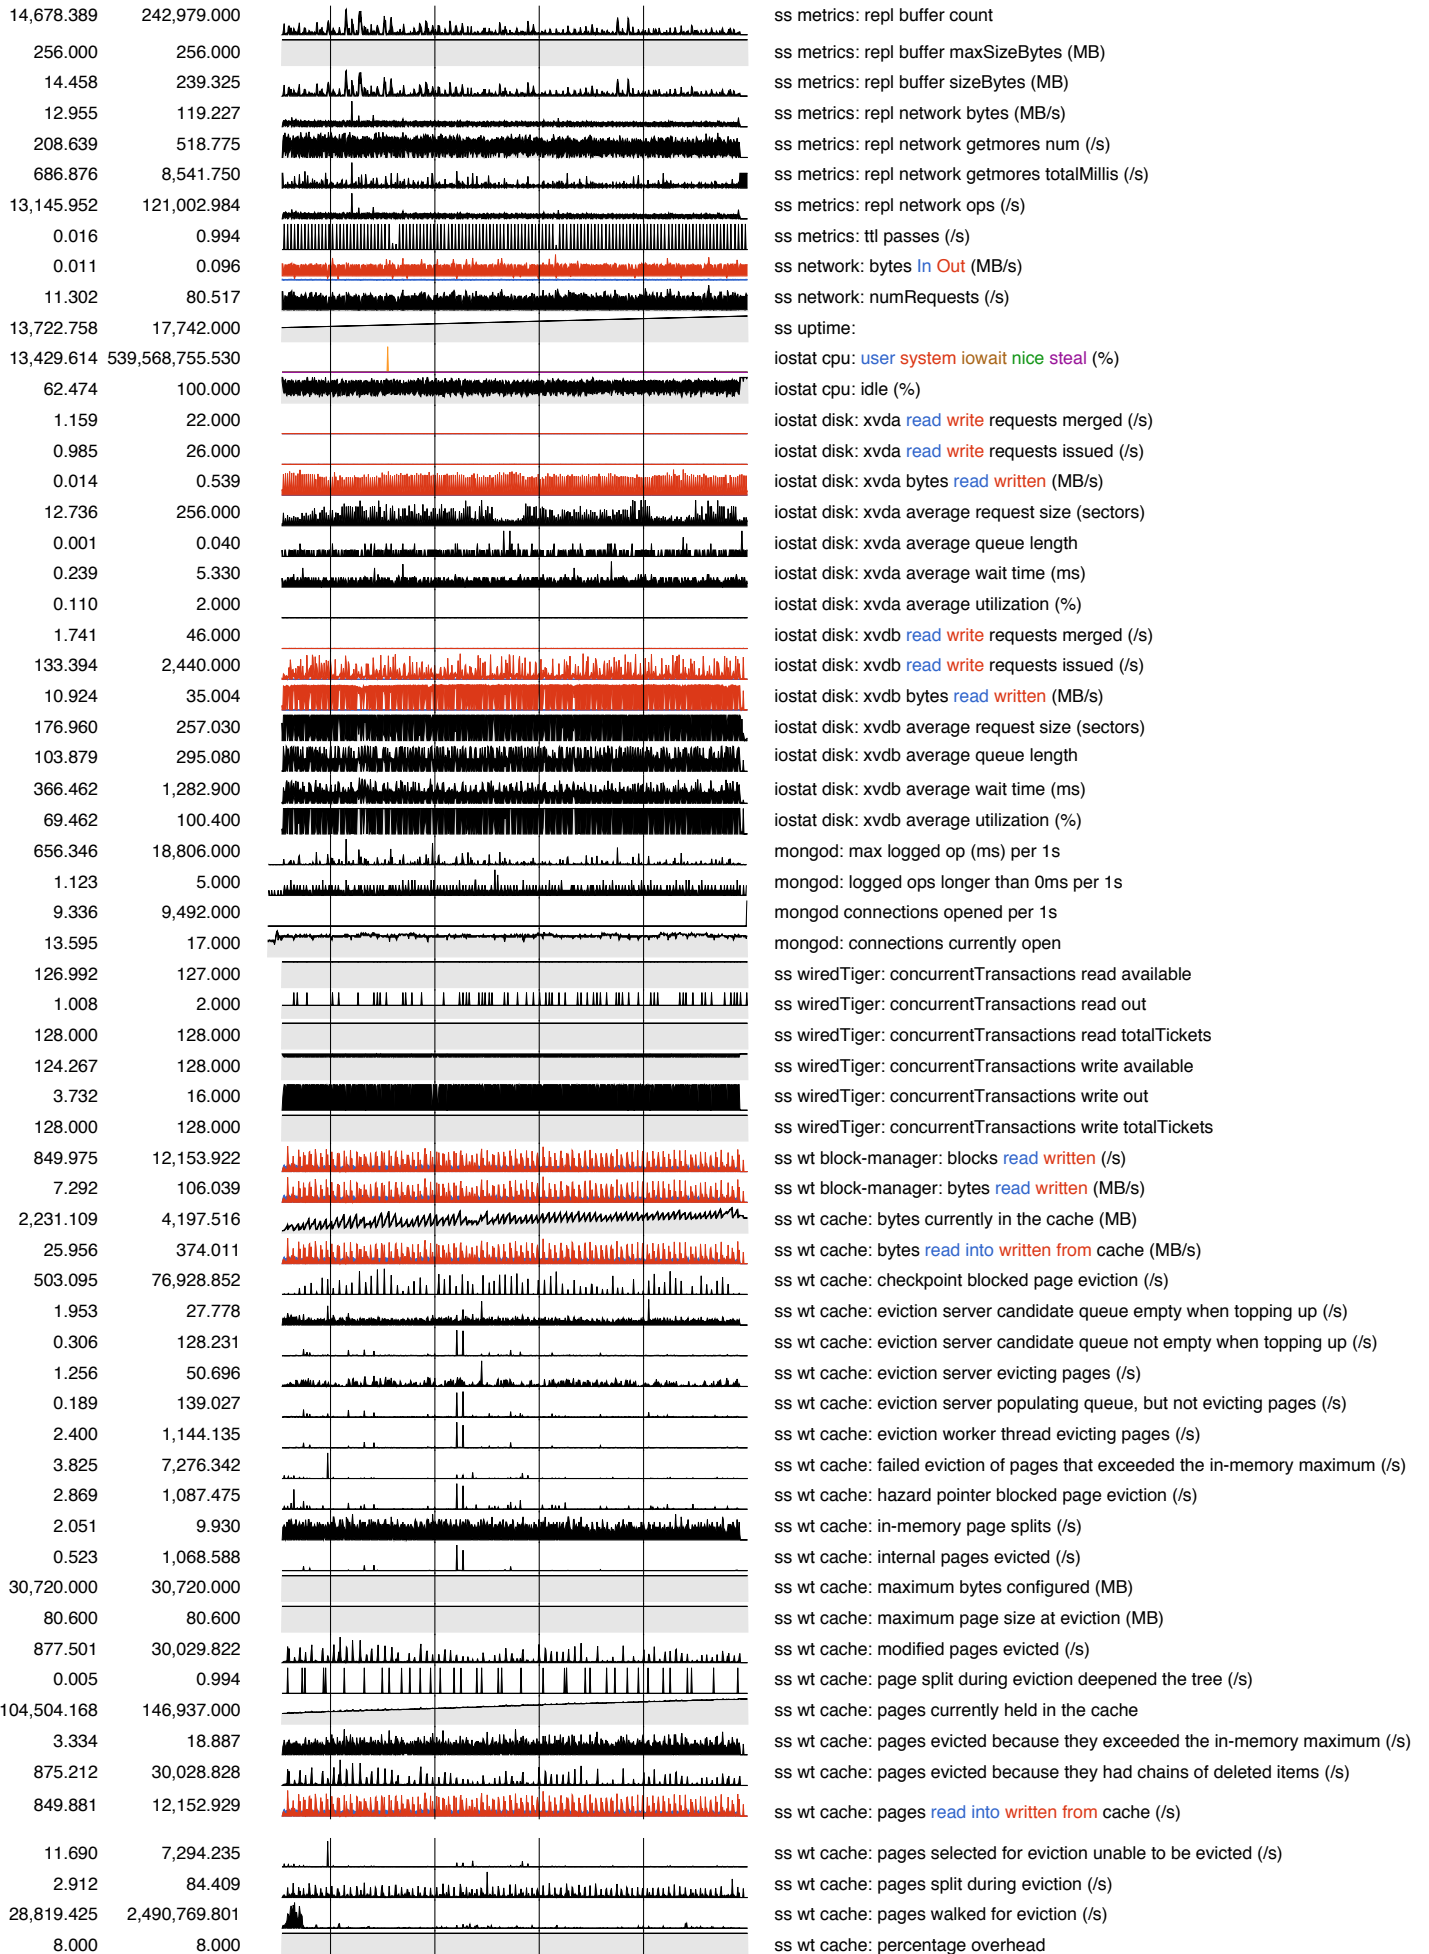 14,678.389 242,979.000 ss metrics: repl buffer count
256.000 256.000 ss metrics: repl buffer maxSizeBytes (MB)
14.458 239.325 ss metrics: repl buffer sizeBytes (MB)
12.955 119.227 ss metrics: repl network bytes (MB/s)
208.639 518.775 ss metrics: repl network getmores num (/s)
686.876 8,541.750 ss metrics: repl network getmores totalMillis (/s)
13,145.952 121,002.984 ss metrics: repl network ops (/s)
0.016 0.994 ss metrics: ttl passes (/s)
0.011 0.096 ss network: bytes In Out (MB/s)
11.302 80.517 ss network: numRequests (/s)
13,722.758 17,742.000 ss uptime:
13,429.614 539,568,755.530 iostat cpu: user system iowait nice steal (%)
62.474 100.000 iostat cpu: idle (%)
1.159 22.000 iostat disk: xvda read write requests merged (/s)
0.985 26.000 iostat disk: xvda read write requests issued (/s)
0.014 0.539 iostat disk: xvda bytes read written (MB/s)
12.736 256.000 iostat disk: xvda average request size (sectors)
0.001 0.040 iostat disk: xvda average queue length
0.239 5.330 iostat disk: xvda average wait time (ms)
0.110 2.000 iostat disk: xvda average utilization (%)
1.741 46.000 iostat disk: xvdb read write requests merged (/s)
133.394 2,440.000 iostat disk: xvdb read write requests issued (/s)
10.924 35.004 iostat disk: xvdb bytes read written (MB/s)
176.960 257.030 iostat disk: xvdb average request size (sectors)
103.879 295.080 iostat disk: xvdb average queue length
366.462 1,282.900 iostat disk: xvdb average wait time (ms)
69.462 100.400 iostat disk: xvdb average utilization (%)
656.346 18,806.000 mongod: max logged op (ms) per 1s
1.123 5.000 mongod: logged ops longer than 0ms per 1s
9.336 9,492.000 mongod connections opened per 1s
13.595 17.000 mongod: connections currently open
126.992 127.000 ss wiredTiger: concurrentTransactions read available
1.008 2.000 ss wiredTiger: concurrentTransactions read out
128.000 128.000 ss wiredTiger: concurrentTransactions read totalTickets
124.267 128.000 ss wiredTiger: concurrentTransactions write available
3.732 16.000 ss wiredTiger: concurrentTransactions write out
128.000 128.000 ss wiredTiger: concurrentTransactions write totalTickets
849.975 12,153.922 ss wt block-manager: blocks read written (/s)
7.292 106.039 ss wt block-manager: bytes read written (MB/s)
2,231.109 4,197.516 ss wt cache: bytes currently in the cache (MB)
25.956 374.011 ss wt cache: bytes read into written from cache (MB/s)
503.095 76,928.852 ss wt cache: checkpoint blocked page eviction (/s)
1.953 27.778 ss wt cache: eviction server candidate queue empty when topping up (/s)
0.306 128.231 ss wt cache: eviction server candidate queue not empty when topping up (/s)
1.256 50.696 ss wt cache: eviction server evicting pages (/s)
0.189 139.027 ss wt cache: eviction server populating queue, but not evicting pages (/s)
2.400 1,144.135 ss wt cache: eviction worker thread evicting pages (/s)
3.825 7,276.342 ss wt cache: failed eviction of pages that exceeded the in-memory maximum (/s)
2.869 1,087.475 ss wt cache: hazard pointer blocked page eviction (/s)
2.051 9.930 ss wt cache: in-memory page splits (/s)
0.523 1,068.588 ss wt cache: internal pages evicted (/s)
30,720.000 30,720.000 ss wt cache: maximum bytes configured (MB)
80.600 80.600 ss wt cache: maximum page size at eviction (MB)
877.501 30,029.822 ss wt cache: modified pages evicted (/s)
0.005 0.994 ss wt cache: page split during eviction deepened the tree (/s)
104,504.168 146,937.000 ss wt cache: pages currently held in the cache
3.334 18.887 ss wt cache: pages evicted because they exceeded the in-memory maximum (/s)
875.212 30,028.828 ss wt cache: pages evicted because they had chains of deleted items (/s)
849.881 12,152.929 ss wt cache: pages read into written from cache (/s)
11.690 7,294.235 ss wt cache: pages selected for eviction unable to be evicted (/s)
2.912 84.409 ss wt cache: pages split during eviction (/s)
28,819.425 2,490,769.801 ss wt cache: pages walked for eviction (/s)
8.000 8.000 ss wt cache: percentage overhead